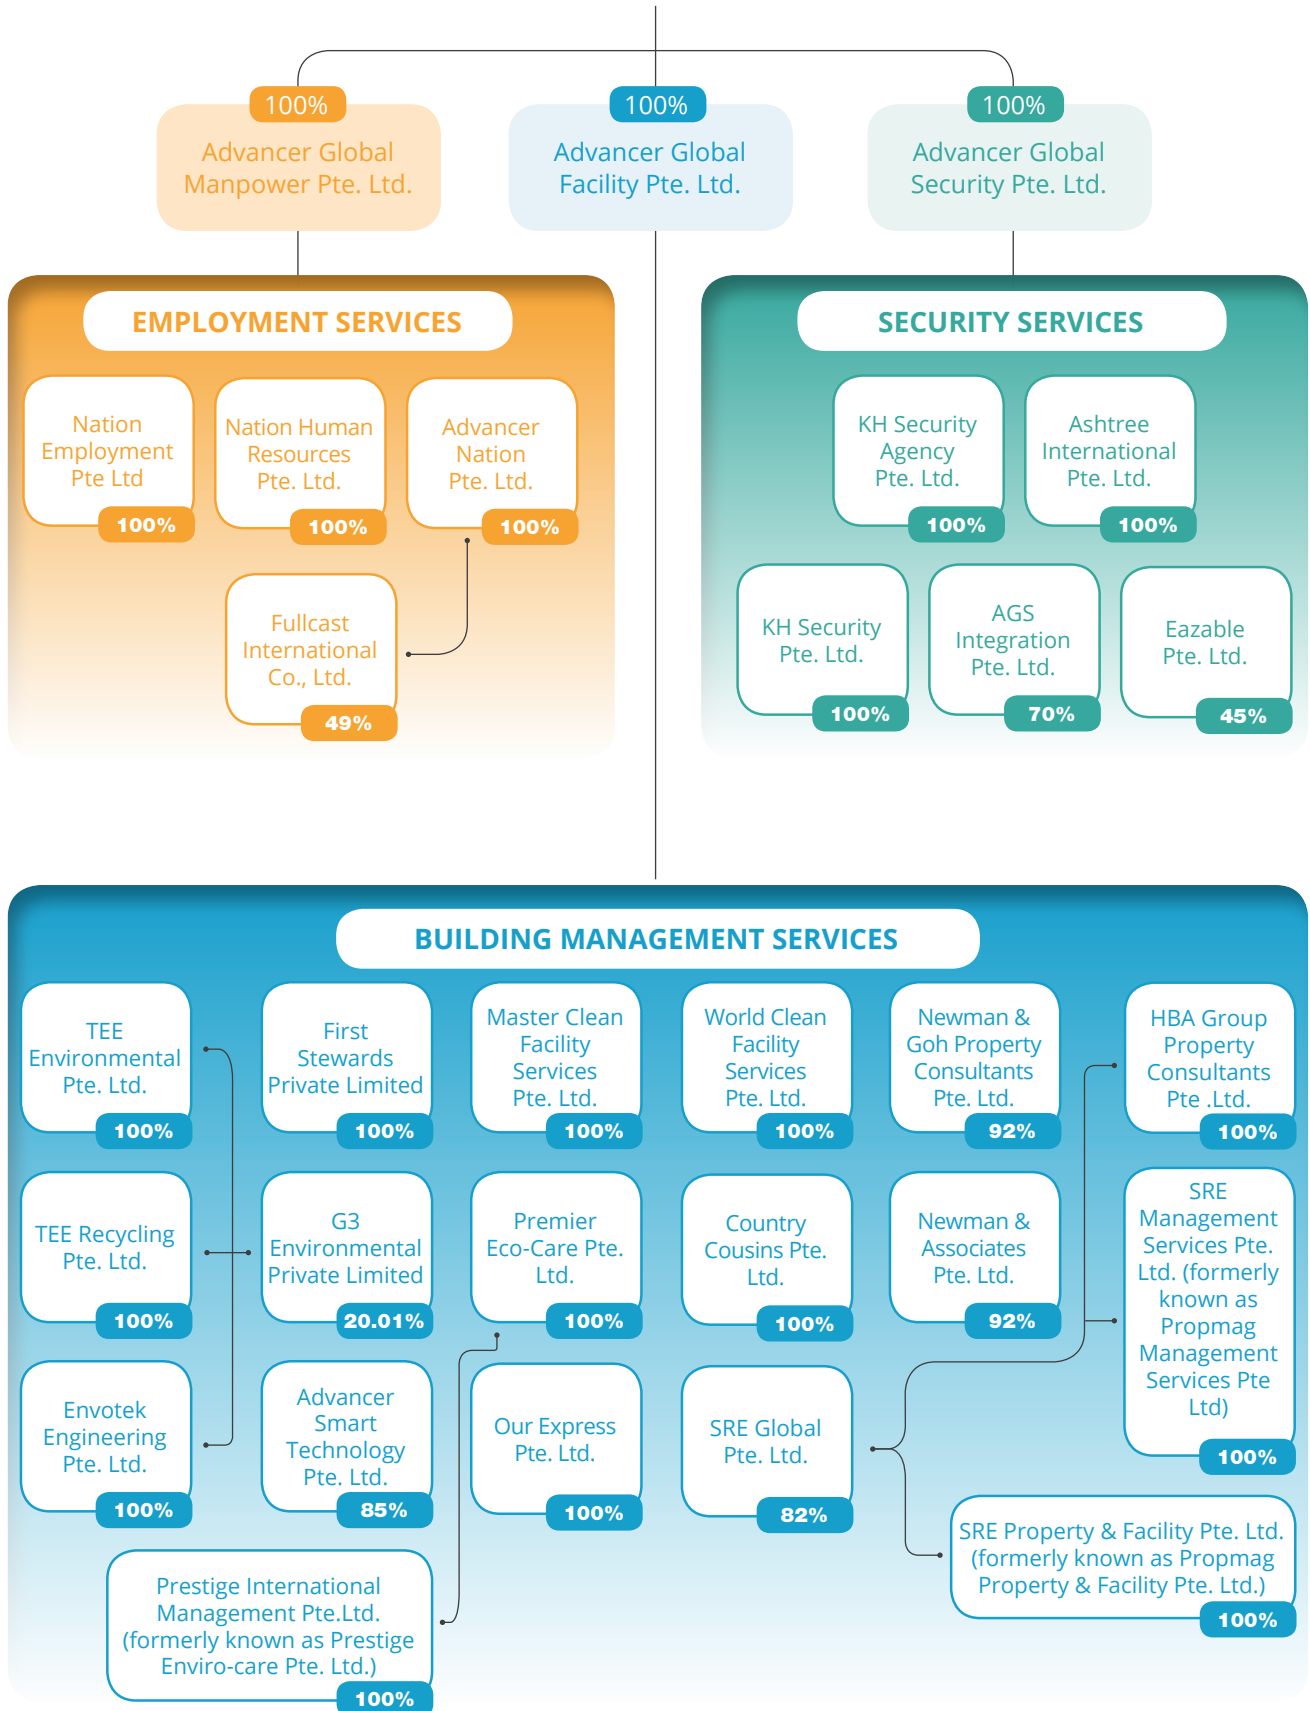 100%
Advancer Global
Manpower Pte. Ltd.
100%
Advancer Global
Facility Pte. Ltd.
100%
Advancer Global
Security Pte. Ltd.
EMPLOYMENT SERVICES
Nation
Employment
Pte Ltd
100%
Nation Human
Resources
Pte. Ltd.
100%
Advancer
Nation
Pte. Ltd.
100%
Fullcast
International
Co., Ltd.
49%
SECURITY SERVICES
KH Security
Agency
Pte. Ltd.
100%
Ashtree
International
Pte. Ltd.
100%
KH Security
Pte. Ltd.
100%
AGS
Integration
Pte. Ltd.
70%
Eazable
Pte. Ltd.
45%
BUILDING MANAGEMENT SERVICES
TEE
Environmental
Pte. Ltd.
100%
First
Stewards
Private Limited
100%
Master Clean
Facility
Services
Pte. Ltd.
100%
World Clean
Facility
Services
Pte. Ltd.
100%
Newman &
Goh Property
Consultants
Pte. Ltd.
92%
HBA Group
Property
Consultants
Pte .Ltd.
100%
TEE Recycling
Pte. Ltd.
100%
G3
Environmental
Private Limited
20.01%
Premier
Eco-Care Pte.
Ltd.
100%
Country
Cousins Pte.
Ltd.
100%
Newman &
Associates
Pte. Ltd.
92%
SRE
Management
Services Pte.
Ltd. (formerly
known as
Propmag
Management
Services Pte
Ltd)
100%
Envotek
Engineering
Pte. Ltd.
100%
Advancer
Smart
Technology
Pte. Ltd.
85%
Our Express
Pte. Ltd.
100%
SRE Global
Pte. Ltd.
82%
SRE Property & Facility Pte. Ltd.
(formerly known as Propmag
Property & Facility Pte. Ltd.)
100%
Prestige International
Management Pte.Ltd.
(formerly known as Prestige
Enviro-care Pte. Ltd.)
100%